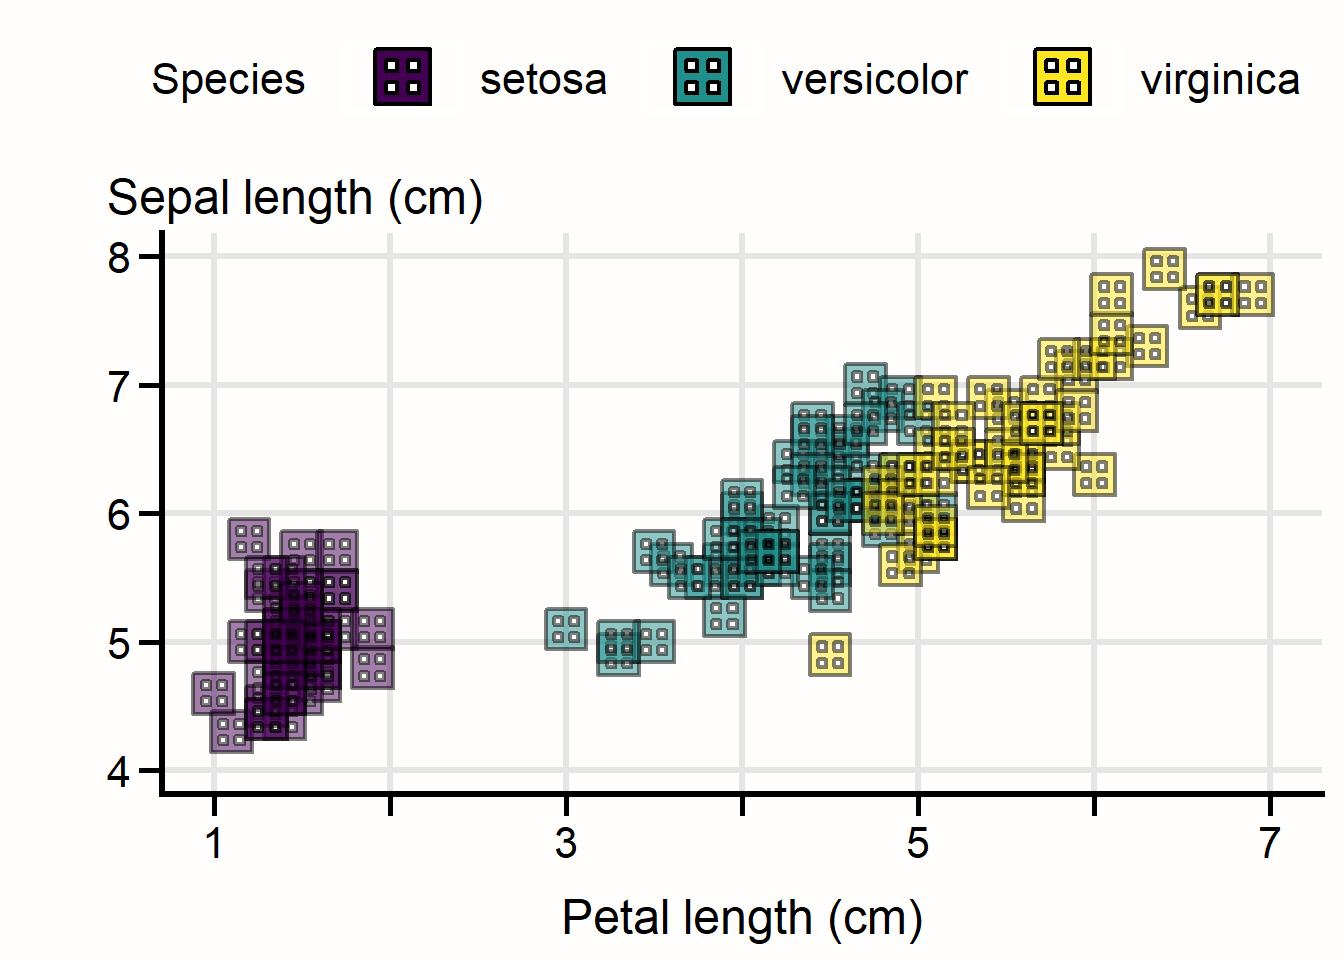 Species setosa versicolor virginica
Sepal length (cm)
8
7
6
5
4
1 3 5 7
Petal length (cm)